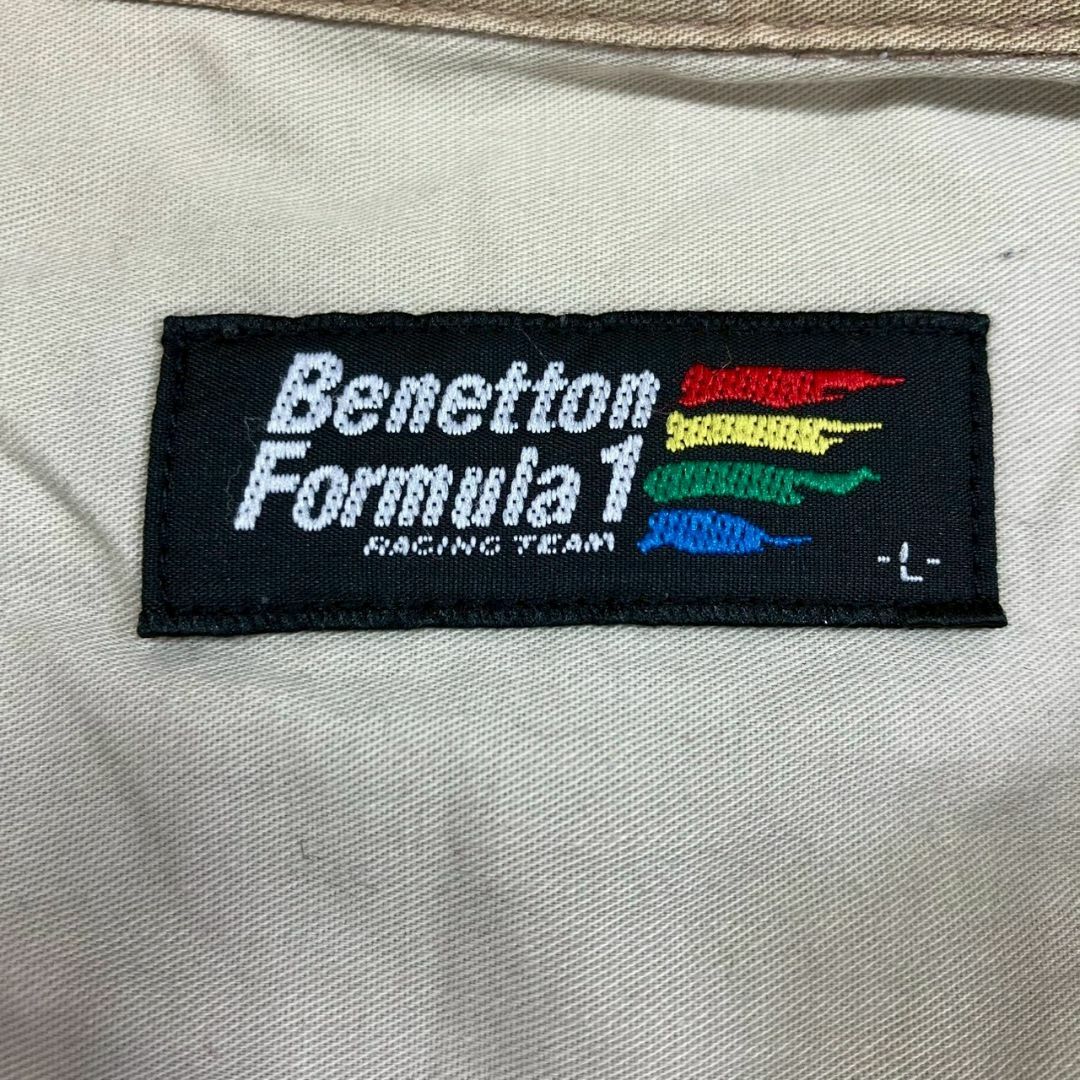 Benetton
Formula 1
RACING TEAM
-L-